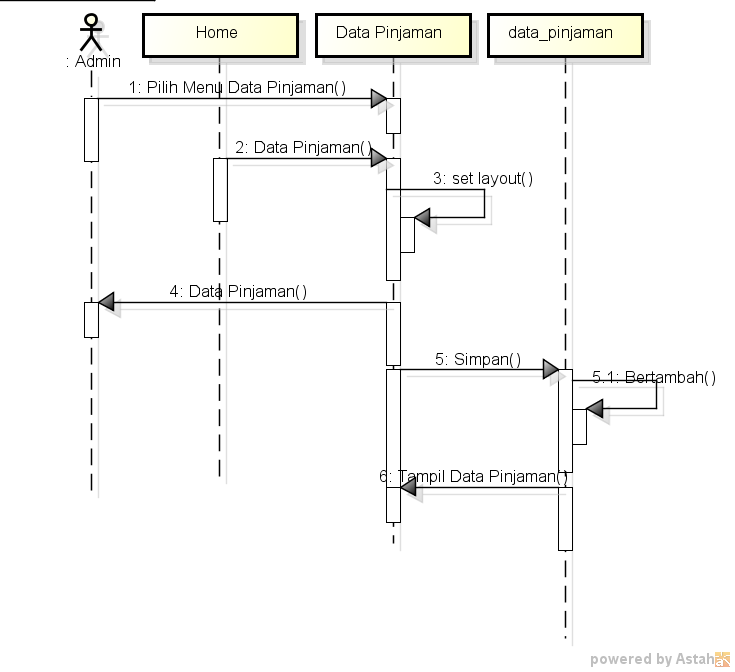 : Admin
Home
Data Pinjaman
data_pinjaman
1: Pilih Menu Data Pinjaman()
2: Data Pinjaman()
3: set layout()
4: Data Pinjaman()
5: Simpan()
5.1: Bertambah()
6: Tampil Data Pinjaman()
powered by Astah